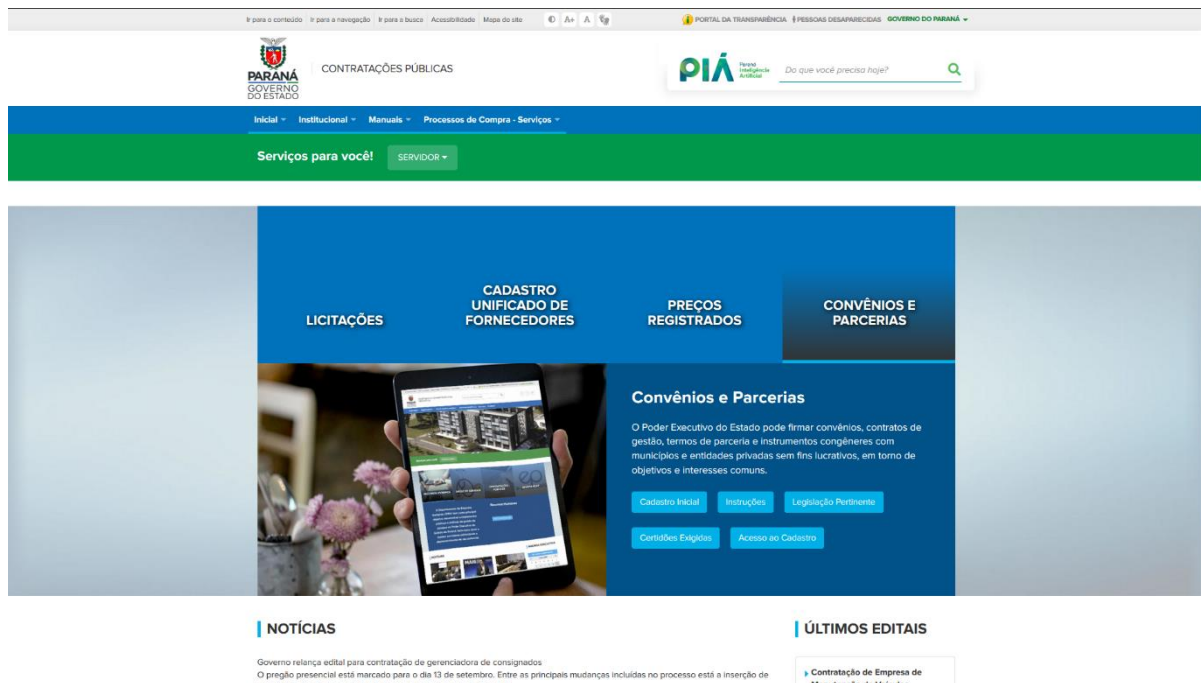 Ir para o conteúdo Ir para a navegação Ir para a busca Acessibilidade Mapa do site A+ A PORTAL DA TRANSPARÊNCIA PESSOAS DESAPARECIDAS GOVERNO DO PARANÁ
PARANÁ
GOVERNO
DO ESTADO
CONTRATAÇÕES PÚBLICAS
PIÁ
Paraná
Inteligência
Artificial
Do que você precisa hoje?
Inicial Institucional Manuais Processos de Compra - Serviços
Serviços para você! SERVIDOR
LICITAÇÕES
CADASTRO
UNIFICADO DE
FORNECEDORES
PREÇOS
REGISTRADOS
CONVÊNIOS E
PARCERIAS
Convênios e Parcerias
O Poder Executivo do Estado pode firmar convênios, contratos de
gestão, termos de parceria e instrumentos congêneres com
municípios e entidades privadas sem fins lucrativos, em torno de
objetivos e interesses comuns.
Cadastro Inicial Instruções Legislação Pertinente
Certidões Exigidas Acesso ao Cadastro
NOTÍCIAS
Governo relança edital para contratação de gerenciadora de consignados
O pregão presencial está marcado para o dia 13 de setembro. Entre as principais mudanças incluídas no processo está a inserção de
ÚLTIMOS EDITAIS
Contratação de Empresa de